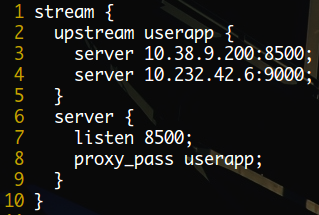 1 stream {
2   upstream userapp {
3     server 10.38.9.200:8500;
4     server 10.232.42.6:9000;
5   }
6   server {
7     listen 8500;
8     proxy_pass userapp;
9   }
10 }